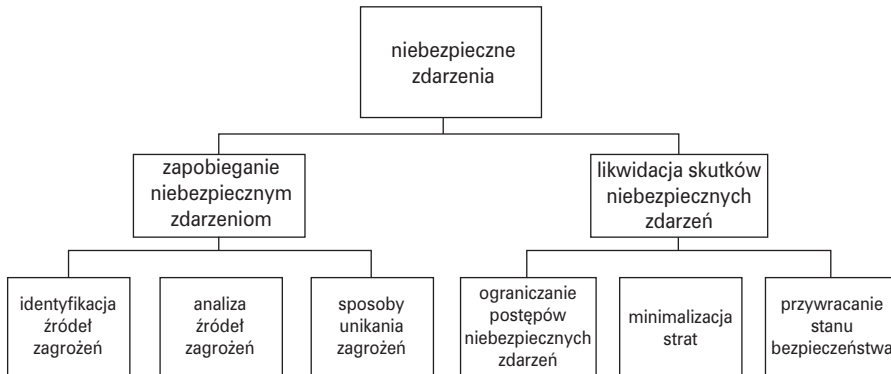 niebezpieczne
zdarzenia
zapobieganie
niebezpiecznym
zdarzeniom
likwidacja skutków
niebezpiecznych
zdarzeń
identyfikacja
źródeł
zagrożeń
analiza
źródeł
zagrożeń
sposoby
unikania
zagrożeń
ograniczanie
postępów
niebezpiecznych
zdarzeń
minimalizacja
strat
przywracanie
stanu
bezpieczeństwa